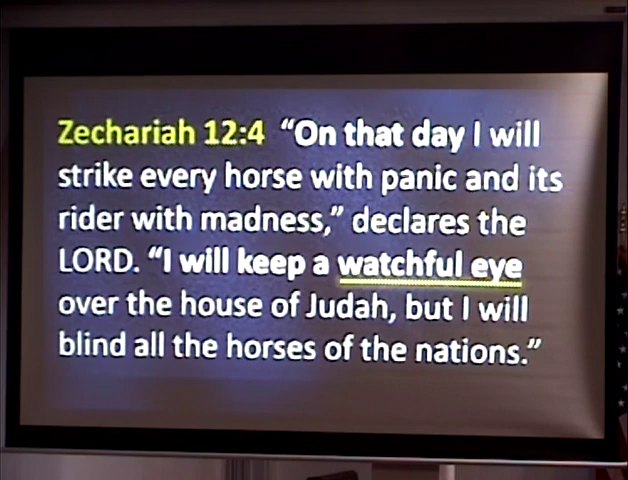 Zechariah 12:4 “On that day I will
strike every horse with panic and its
rider with madness,” declares the
LORD. “I will keep a watchful eye
over the house of Judah, but I will
blind all the horses of the nations.”